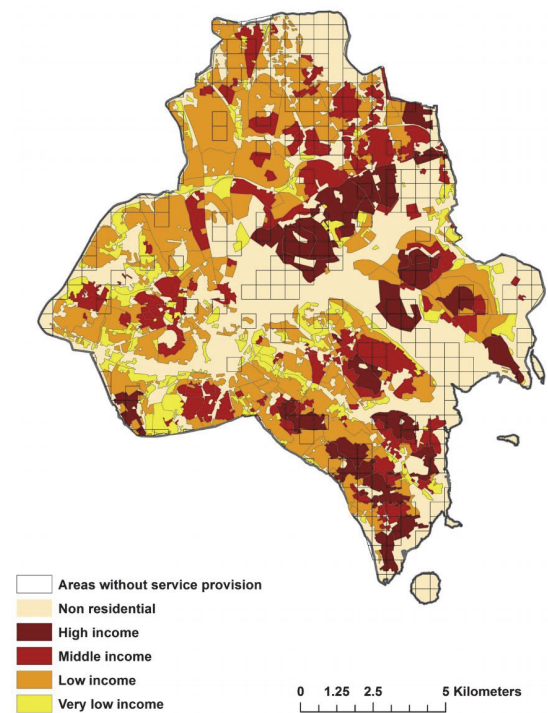 Areas without service provision
Non residential
High income
Middle income
Low income
Very low income
0 1.25 2.5 5 Kilometers